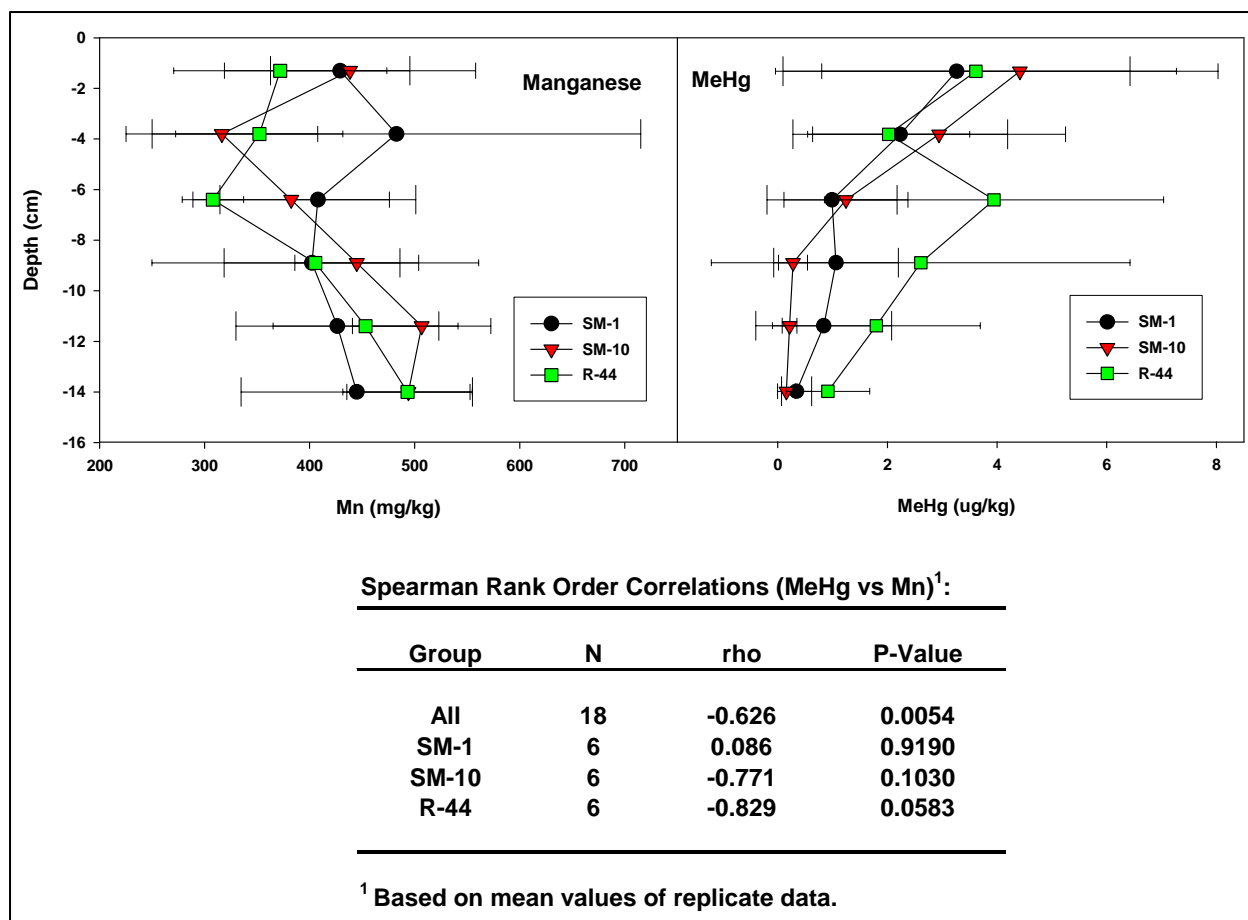 0
-2
-4
-6
-8
-10
-12
-14
-16
Depth (cm)
Manganese
SM-1
SM-10
R-44
200 300 400 500 600 700
Mn (mg/kg)
MeHg
SM-1
SM-10
R-44
0 2 4 6 8
MeHg (ug/kg)
Spearman Rank Order Correlations (MeHg vs Mn)¹:
Group N rho P-Value
All 18 -0.626 0.0054
SM-1 6 0.086 0.9190
SM-10 6 -0.771 0.1030
R-44 6 -0.829 0.0583
¹ Based on mean values of replicate data.